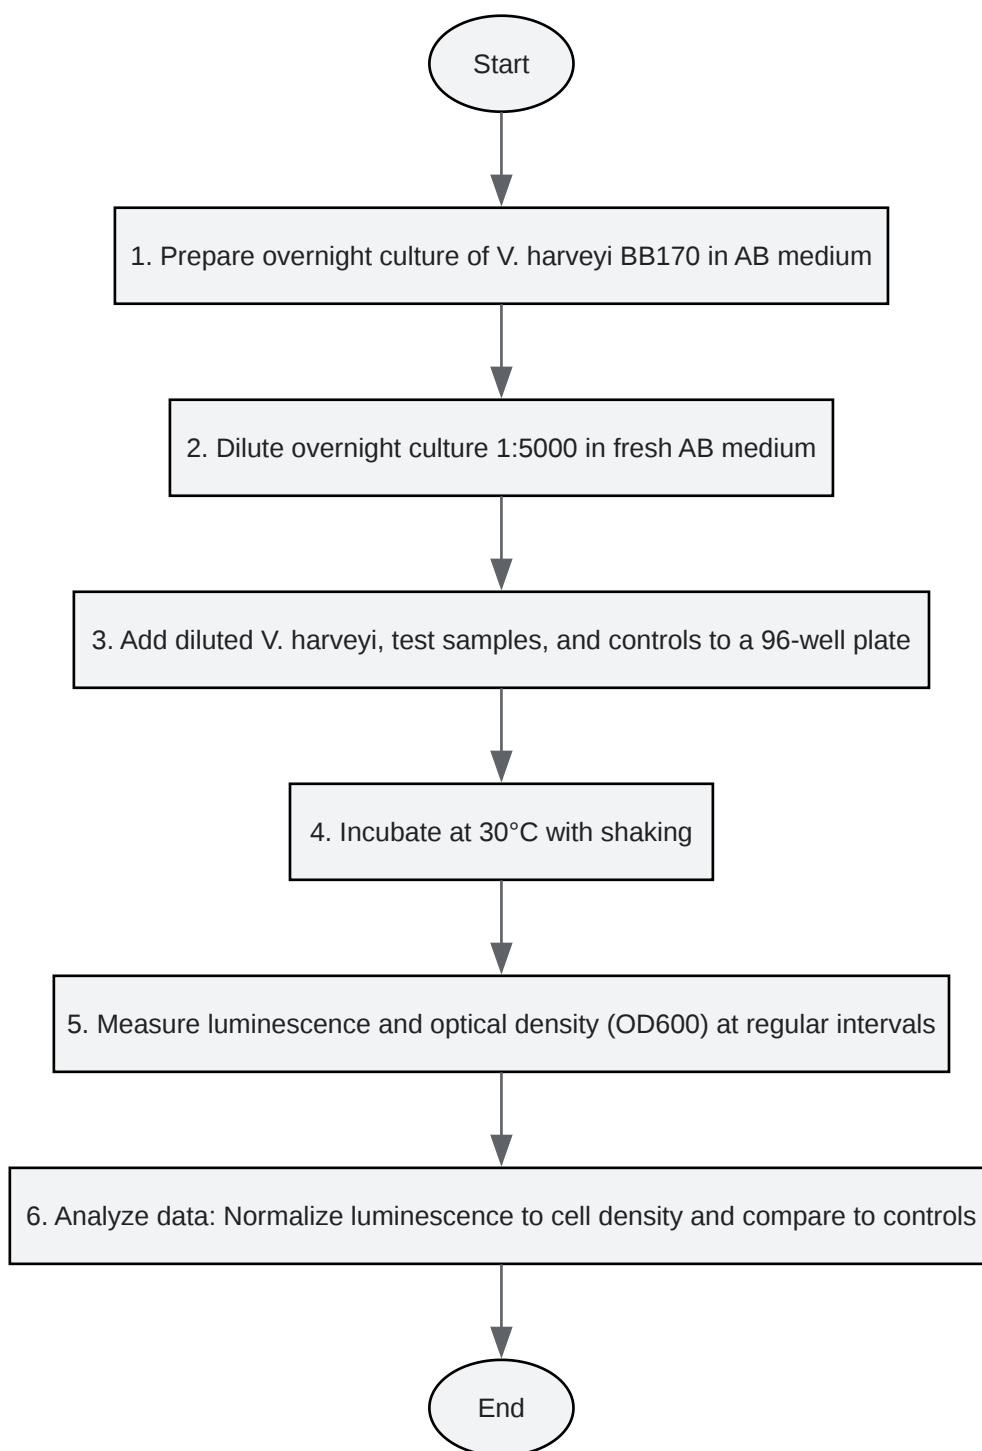 Start
1. Prepare overnight culture of V. harveyi BB170 in AB medium
2. Dilute overnight culture 1:5000 in fresh AB medium
3. Add diluted V. harveyi, test samples, and controls to a 96-well plate
4. Incubate at 30°C with shaking
5. Measure luminescence and optical density (OD600) at regular intervals
6. Analyze data: Normalize luminescence to cell density and compare to controls
End